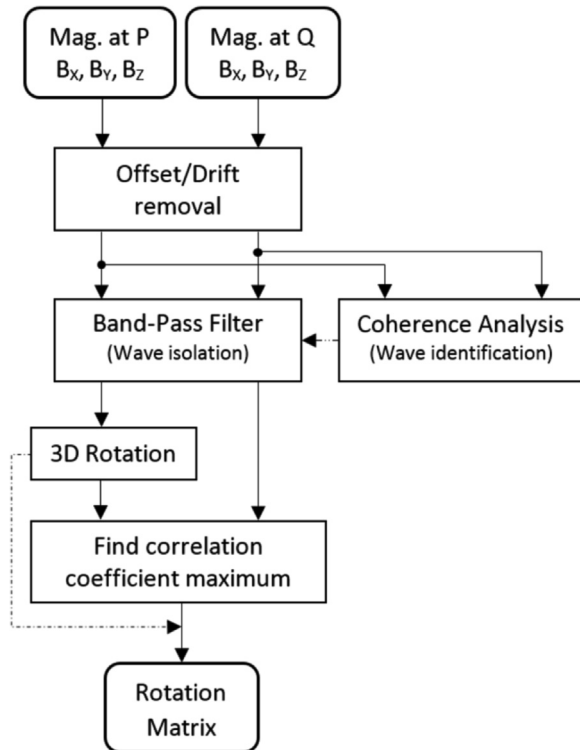 Mag. at P
Bx, BY, Bz
Mag. at Q
Bx, BY, Bz
Offset/Drift
removal
Band-Pass Filter
(Wave isolation)
Coherence Analysis
(Wave identification)
3D Rotation
Find correlation
coefficient maximum
Rotation
Matrix